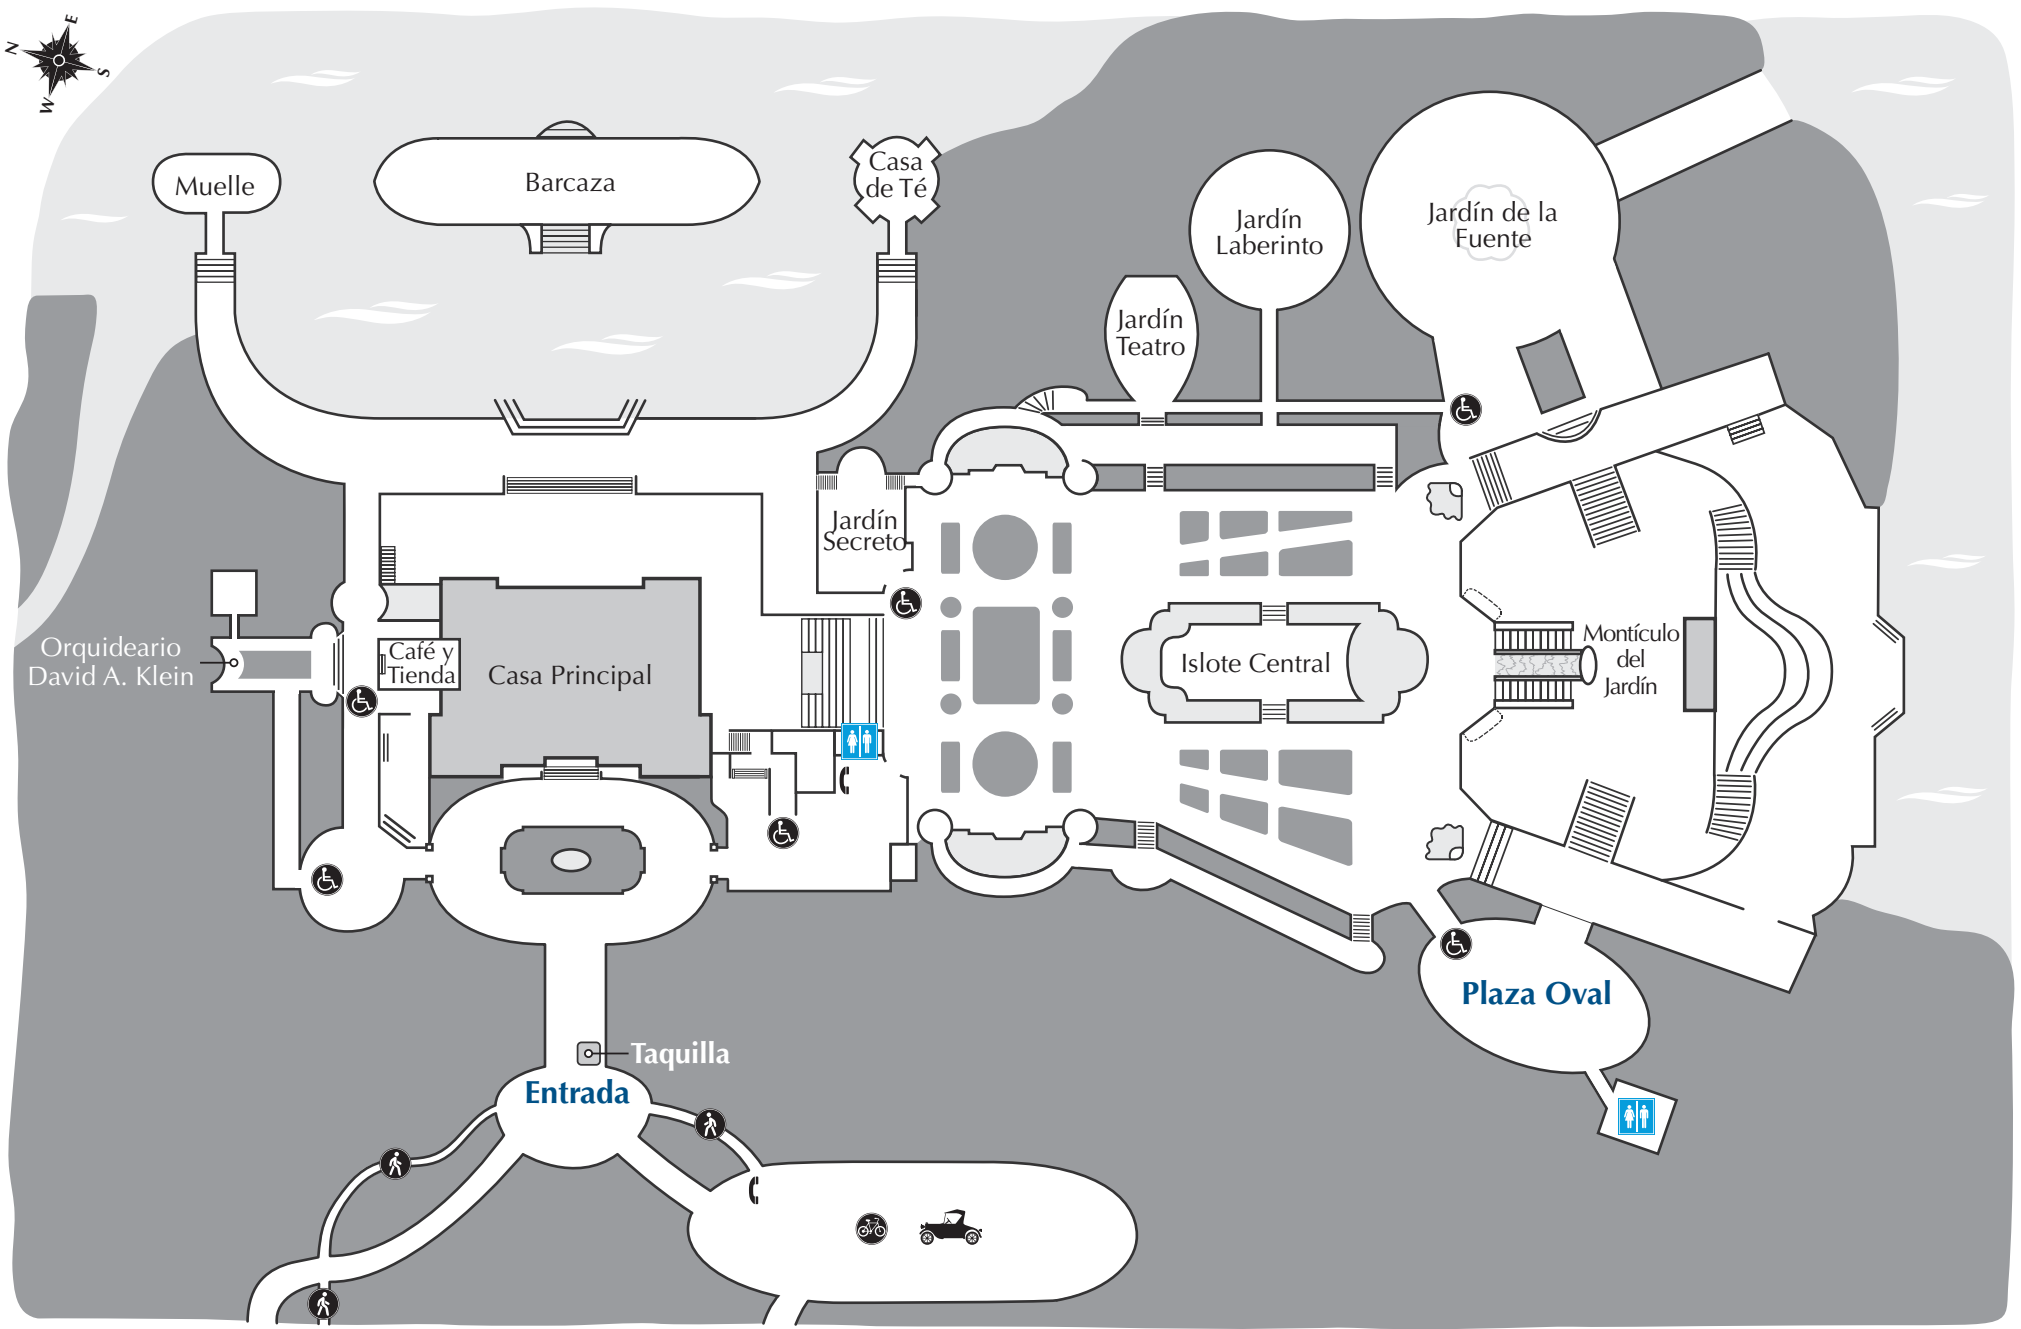 E
N
S
W
Muelle
Barcaza
Casa
de Té
Jardín
Laberinto
Jardín de la
Fuente
Jardín
Teatro
Jardín
Secreto
Orquideario
David A. Klein
Café y
Tienda
Casa Principal
Islote Central
Montículo
del
Jardín
Plaza Oval
Taquilla
Entrada